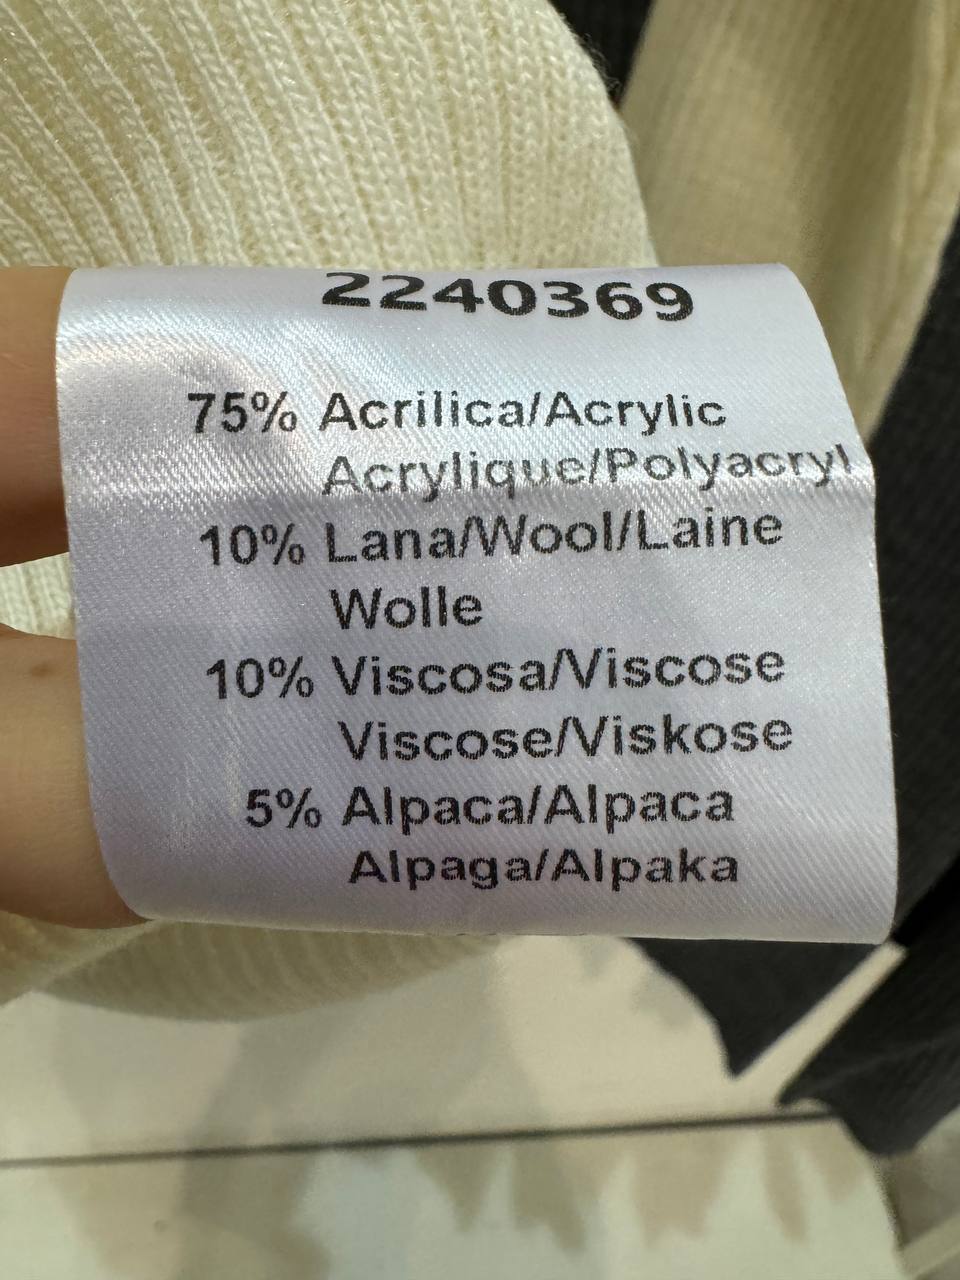 2240369
75% Acrilica/Acrylic
Acrylique/Polyacryl
10% Lana/Wool/Laine
Wolle
10% Viscosa/Viscose
Viscose/Viskose
5% Alpaca/Alpaca
Alpaga/Alpaka